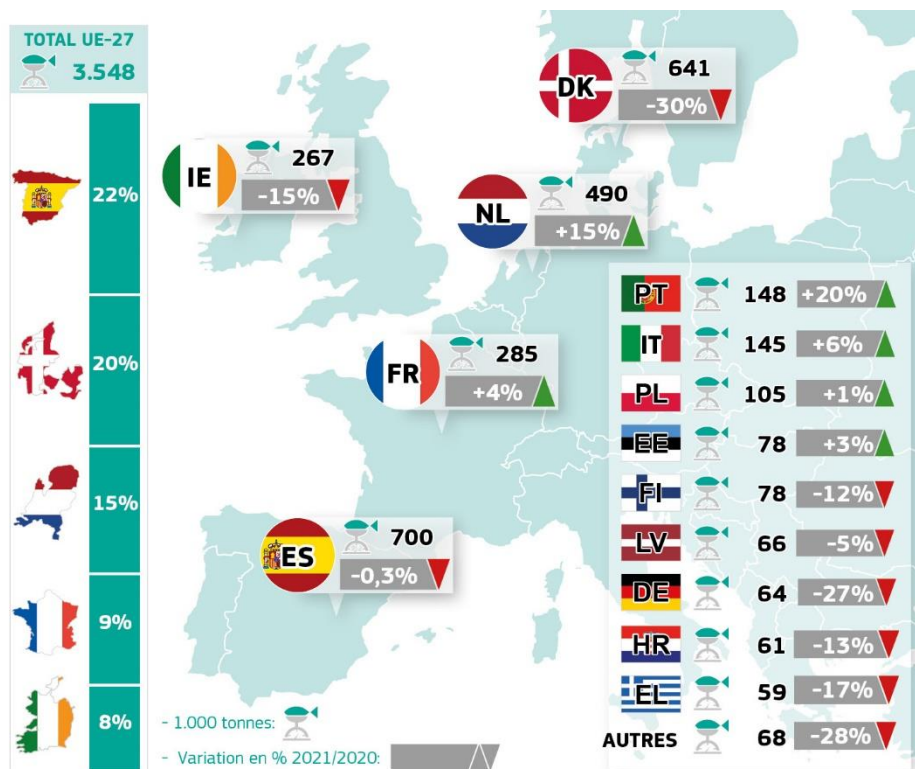 TOTAL UE-27
3.548
22%
20%
15%
9%
8%
DK
641
-30%
IE
267
-15%
NL
490
+15%
FR
285
+4%
ES
700
-0,3%
PT 148 +20%
IT 145 +6%
PL 105 +1%
EE 78 +3%
FI 78 -12%
LV 66 -5%
DE 64 -27%
HR 61 -13%
EL 59 -17%
AUTRES 68 -28%
- 1.000 tonnes:
- Variation en % 2021/2020: